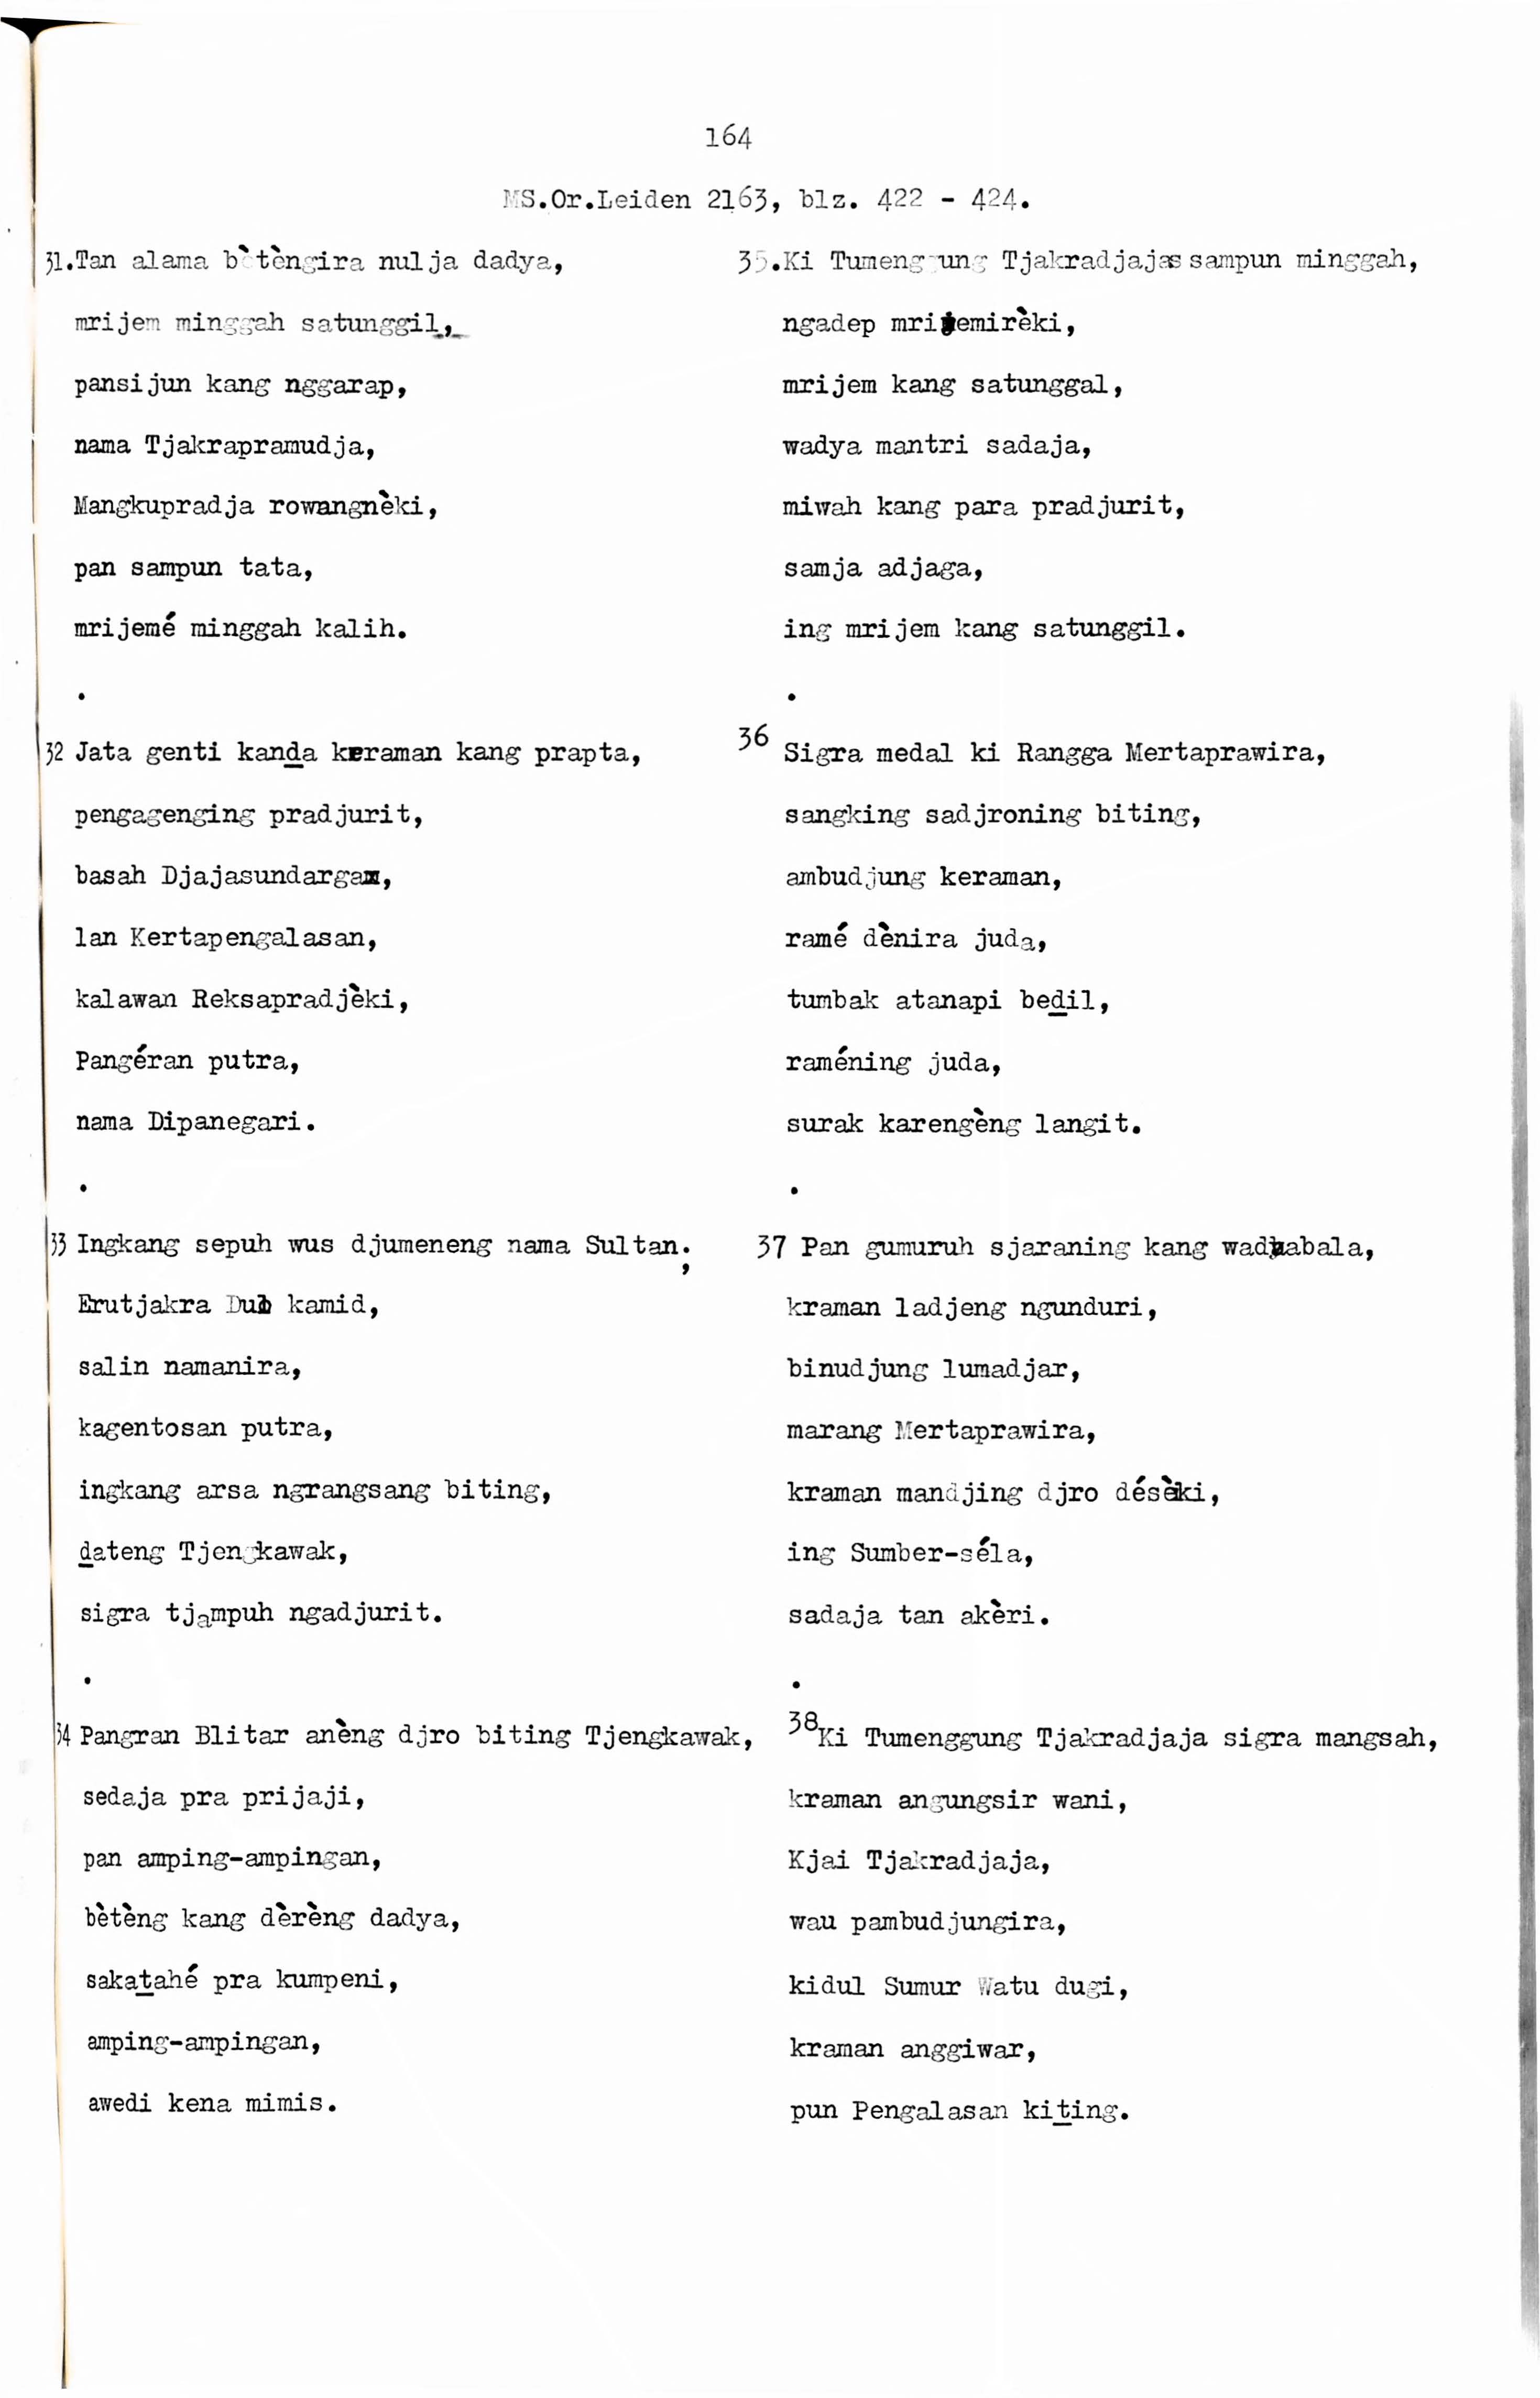 164
MS.Or.Leiden 2163, blz. 422 - 424.
31.Tan alama bètèngira nulja dadya,
mrijem minggah satunggil,
pansijun kang nggarap,
nama Tjakrapramudja,
Mangkupradja rowangnèki,
pan sampun tata,
mrijemé minggah kalih.
.
32 Jata genti kanḏa keraman kang prapta,
pengagenging pradjurit,
basah Djajasundarga,
lan Kertapengalasan,
kalawan Reksapradjèki,
Pangéran putra,
nama Dipanegari.
.
33 Ingkang sepuh wus djumeneng nama Sultan,
Erutjakra kamid,
salin namanira,
kagentosan putra,
ingkang arsa ngrangsang biting,
ḏateng Tjengkawak,
sigra tjampuh ngadjurit.
.
34 Pangran Blitar anèng djro biting Tjengkawak,
sedaja pra prijaji,
pan amping-ampingan,
bètèng kang dèrèng dadya,
sakaṯahé pra kumpeni,
amping-ampingan,
awedi kena mimis.
35.Ki Tumenggung Tjakradjaja sampun minggah,
ngadep mrijemirèki,
mrijem kang satunggal,
wadya mantri sadaja,
miwah kang para pradjurit,
samja adjaga,
ing mrijem kang satunggil.
.
36 Sigra medal ki Rangga Mertaprawira,
sangking sadjroning biting,
ambudjung keraman,
ramé dènira juda,
tumbak atanapi beḏil,
raméning juda,
surak karengèng langit.
.
37 Pan gumuruh sjaraning kang wadyabala,
kraman ladjeng ngunduri,
binudjung lumadjar,
marang Mertaprawira,
kraman mandjing djro désèki,
ing Sumber-séla,
sadaja tan akèri.
.
38 Ki Tumenggung Tjakradjaja sigra mangsah,
kraman angungsir wani,
Kjai Tjakradjaja,
wau pambudjungira,
kidul Sumur Watu dugi,
kraman anggiwar,
pun Pengalasan kiṯing.